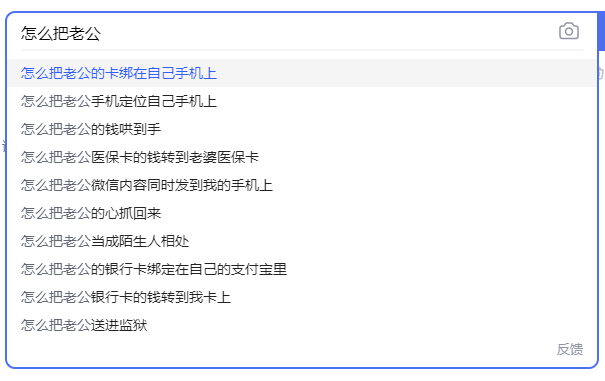 怎么把老公
怎么把老公的卡绑在自己手机上
怎么把老公手机定位自己手机上
怎么把老公的钱哄到手
怎么把老公医保卡的钱转到老婆医保卡
怎么把老公微信内容同时发到我的手机上
怎么把老公的心抓回来
怎么把老公当成陌生人相处
怎么把老公的银行卡绑定在自己的支付宝里
怎么把老公银行卡的钱转到我卡上
怎么把老公送进监狱
反馈